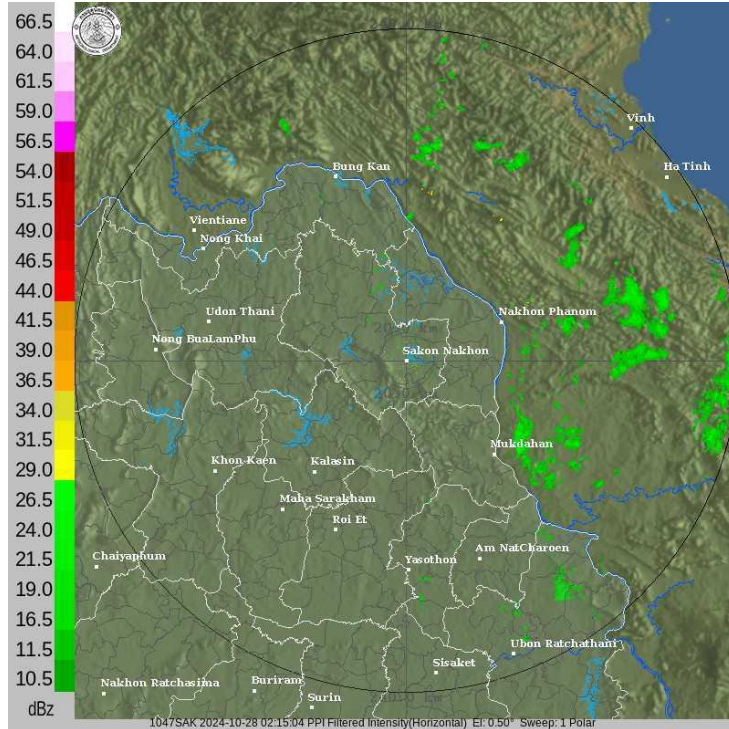 66.5
64.0
61.5
59.0
56.5
54.0
51.5
49.0
46.5
44.0
41.5
39.0
36.5
34.0
31.5
29.0
26.5
24.0
21.5
19.0
16.5
14.0
11.5
10.5
dBz
Vinh
Ha Tinh
Bung Kan
Vientiane
Nong Khai
Udon Thani
Nakhon Phanom
Nong BuaLamPhu
Sakon Nakhon
Mukdahan
Khon Kaen
Kalasin
Maha Sarakham
Roi Et
Chaiyaphum
Yasothon
Am NatCharoen
Ubon Ratchathani
Sisaket
Nakhon Ratchasima
Buriram
Surin
1047SAK 2024-10-28 02:15:04 PPI Filtered Intensity(Horizontal) El: 0.50° Sweep: 1 Polar